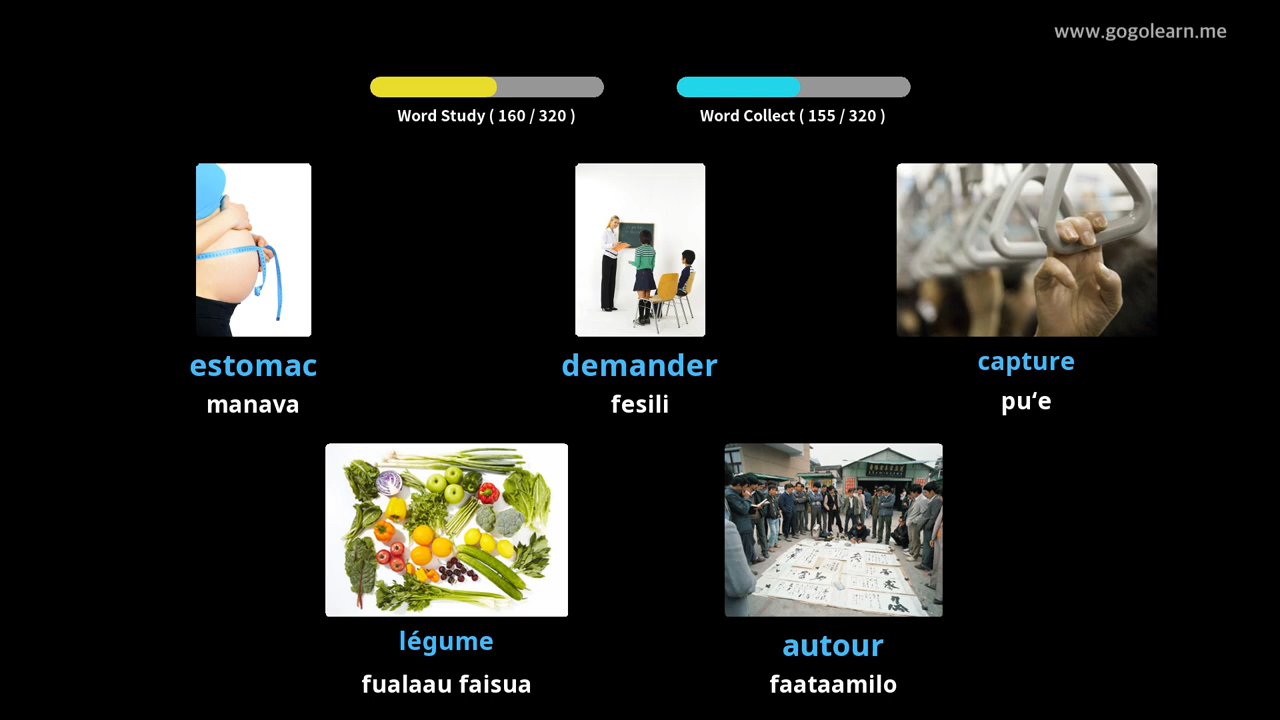 www.gogolearn.me
Word Study ( 160 / 320 )
Word Collect ( 155 / 320 )
estomac
manava
demander
fesili
capture
puʻe
légume
fualaau faisua
autour
faataamilo